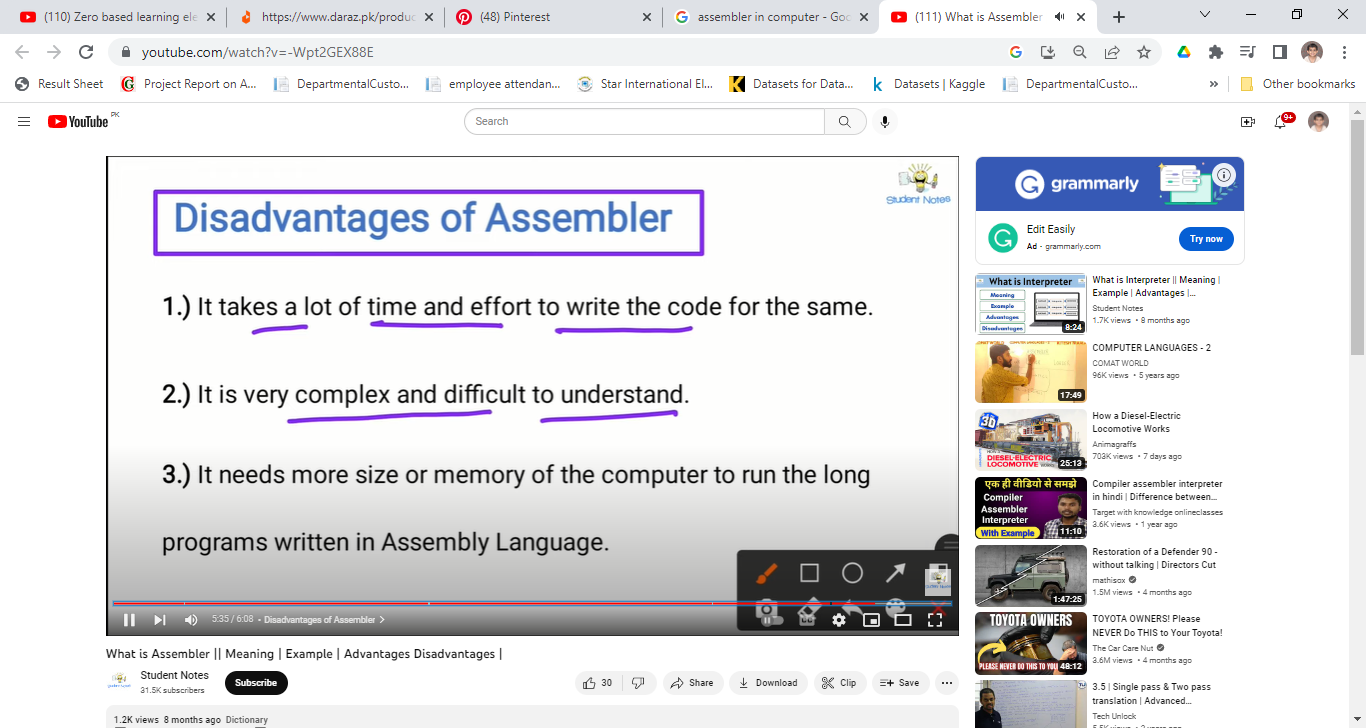 (110) Zero based learning ele
https://www.daraz.pk/produc
(48) Pinterest
assembler in computer - Goo
(111) What is Assembler
youtube.com/watch?v=-Wpt2GEX88E
Result Sheet
Project Report on A...
DepartmentalCusto...
employee attendan...
Star International El...
Datasets for Data...
Datasets | Kaggle
DepartmentalCusto...
»
Other bookmarks
YouTube PK
Search
9+
Student Notes
Disadvantages of Assembler
1.) It takes a lot of time and effort to write the code for the same.
2.) It is very complex and difficult to understand.
3.) It needs more size or memory of the computer to run the long
programs written in Assembly Language.
5:35 / 6:08 • Disadvantages of Assembler
What is Assembler || Meaning | Example | Advantages Disadvantages |
Student Notes
31.5K subscribers
Subscribe
30
Share
Download
Clip
Save
1.2K views 8 months ago Dictionary
grammarly
Edit Easily
Ad · grammarly.com
Try now
What is Interpreter
Meaning
Example
Advantages
Disadvantages
8:24
What is Interpreter || Meaning |
Example | Advantages |...
Student Notes
1.7K views • 8 months ago
17:49
COMPUTER LANGUAGES - 2
COMAT WORLD
96K views • 5 years ago
3D
DIESEL-ELECTRIC
LOCOMOTIVE
25:13
How a Diesel-Electric
Locomotive Works
Animagraffs
703K views • 7 days ago
एक ही वीडियो से समझे
Compiler
Assembler
Interpreter
With Example
11:10
Compiler assembler interpreter
in hindi | Difference between...
Target with knowledge onlineclasses
3.6K views • 1 year ago
1:47:25
Restoration of a Defender 90 -
without talking | Directors Cut
mathisox
1.5M views • 4 months ago
TOYOTA OWNERS
PLEASE NEVER DO THIS TO YOU
48:12
TOYOTA OWNERS! Please
NEVER Do THIS to Your Toyota!
The Car Care Nut
3.6M views • 4 months ago
3.5 | Single pass & Two pass
translation | Advanced...
Tech Unlock